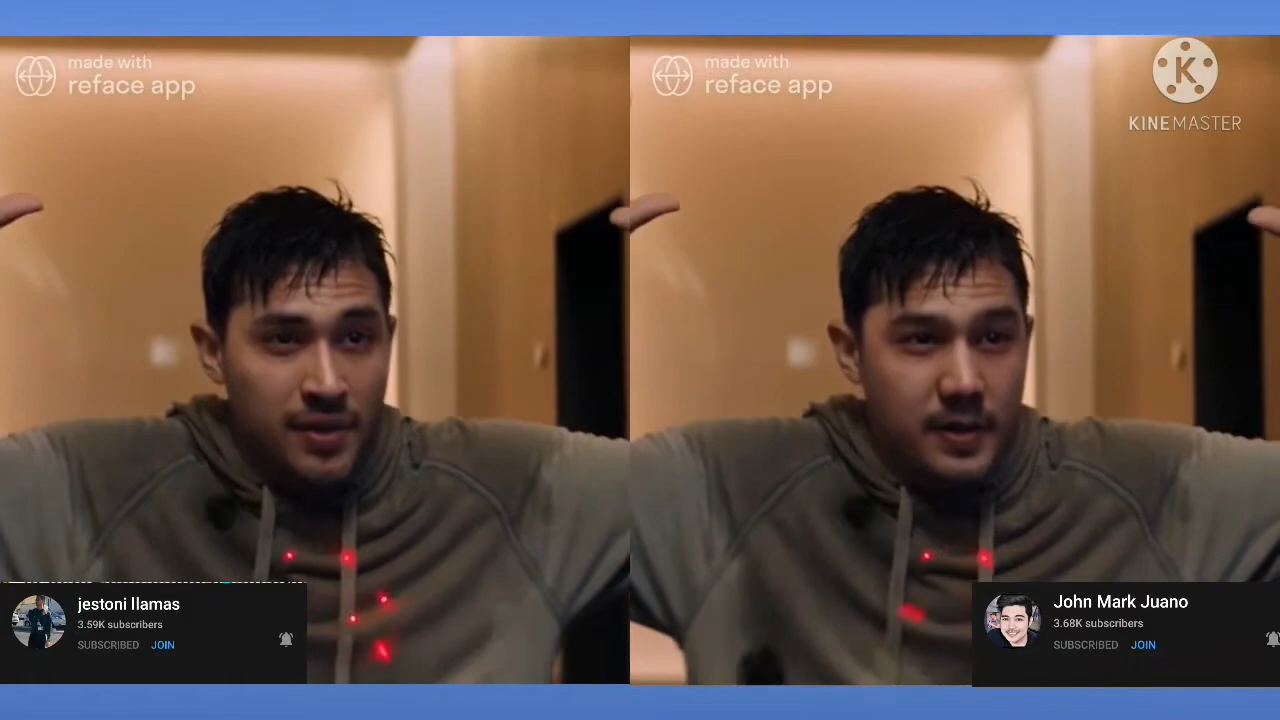 made with
reface app
made with
reface app
K
KINEMASTER
jestoni llamas
3.59K subscribers
SUBSCRIBED JOIN
John Mark Juano
3.68K subscribers
SUBSCRIBED JOIN